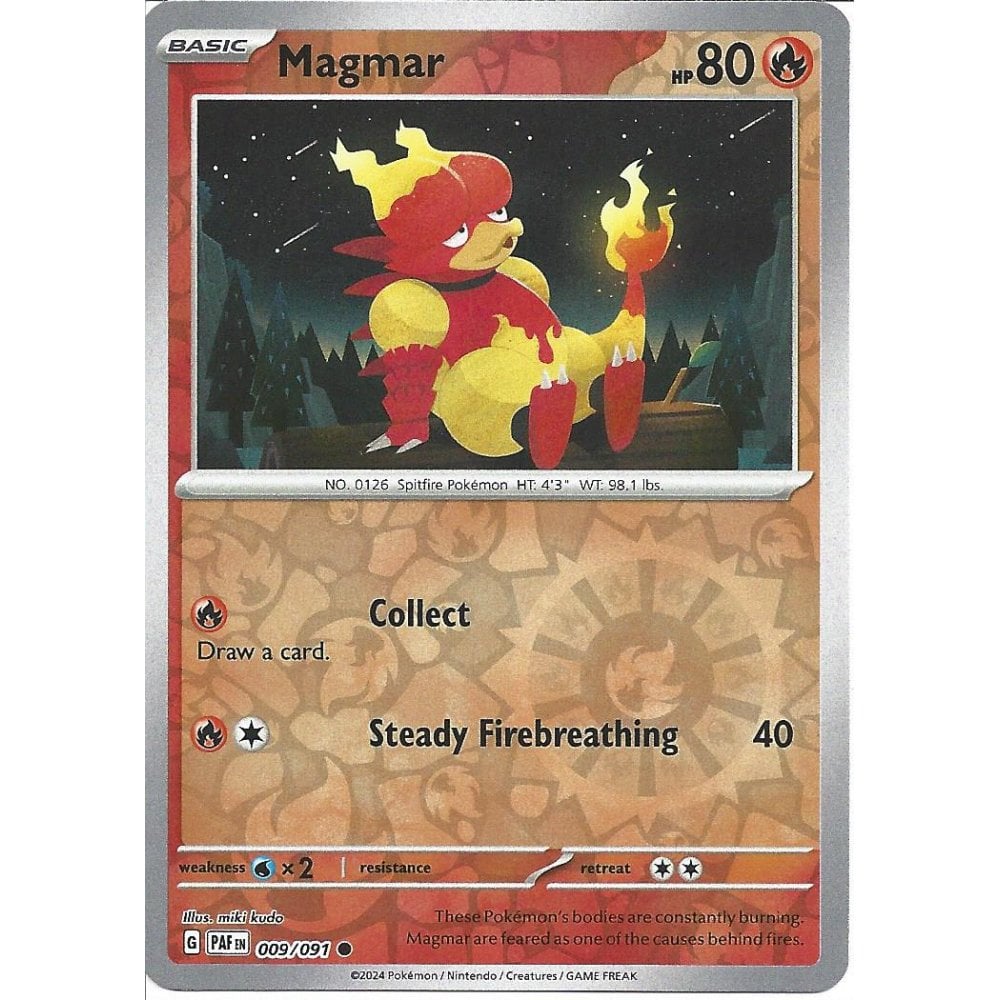 BASIC Magmar HP 80
NO. 0126 Spitfire Pokémon HT: 4'3" WT: 98.1 lbs.
Collect
Draw a card.
Steady Firebreathing 40
weakness ×2 resistance retreat
Illus. miki kudo
These Pokémon's bodies are constantly burning.
Magmar are feared as one of the causes behind fires.
G PAF EN 009/091
©2024 Pokémon / Nintendo / Creatures / GAME FREAK